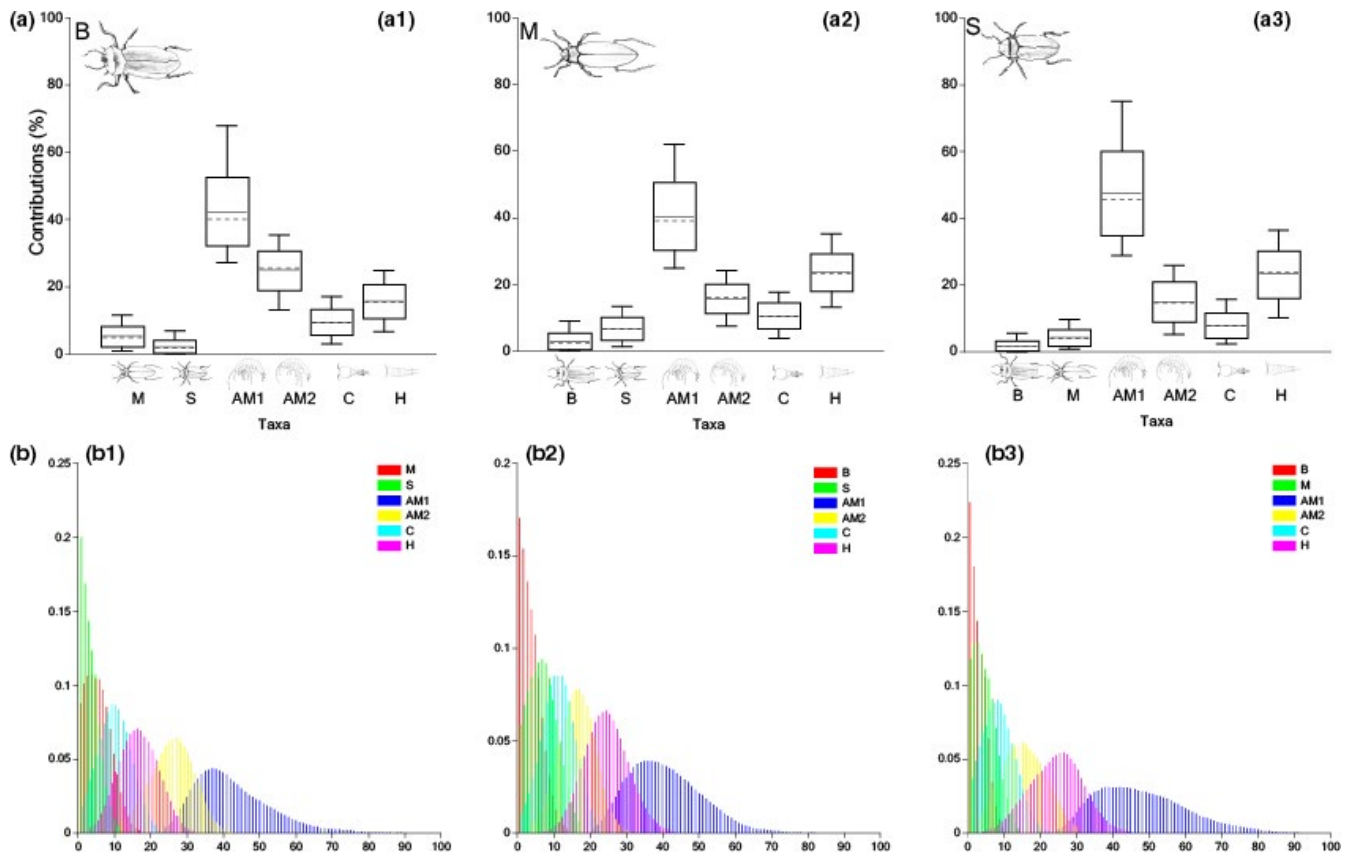 (a)
B
(a1)
Contributions (%)
100
80
60
40
20
0
M S AM1 AM2 C H
Taxa
M
(a2)
100
80
60
40
20
0
B S AM1 AM2 C H
Taxa
S
(a3)
100
80
60
40
20
0
B M AM1 AM2 C H
Taxa
(b)
(b1)
0.25
0.2
0.15
0.1
0.05
0
M
S
AM1
AM2
C
H
0 10 20 30 40 50 60 70 80 90 100
(b2)
0.2
0.15
0.1
0.05
0
B
S
AM1
AM2
C
H
0 10 20 30 40 50 60 70 80 90 100
(b3)
0.25
0.2
0.15
0.1
0.05
0
B
M
AM1
AM2
C
H
0 10 20 30 40 50 60 70 80 90 100